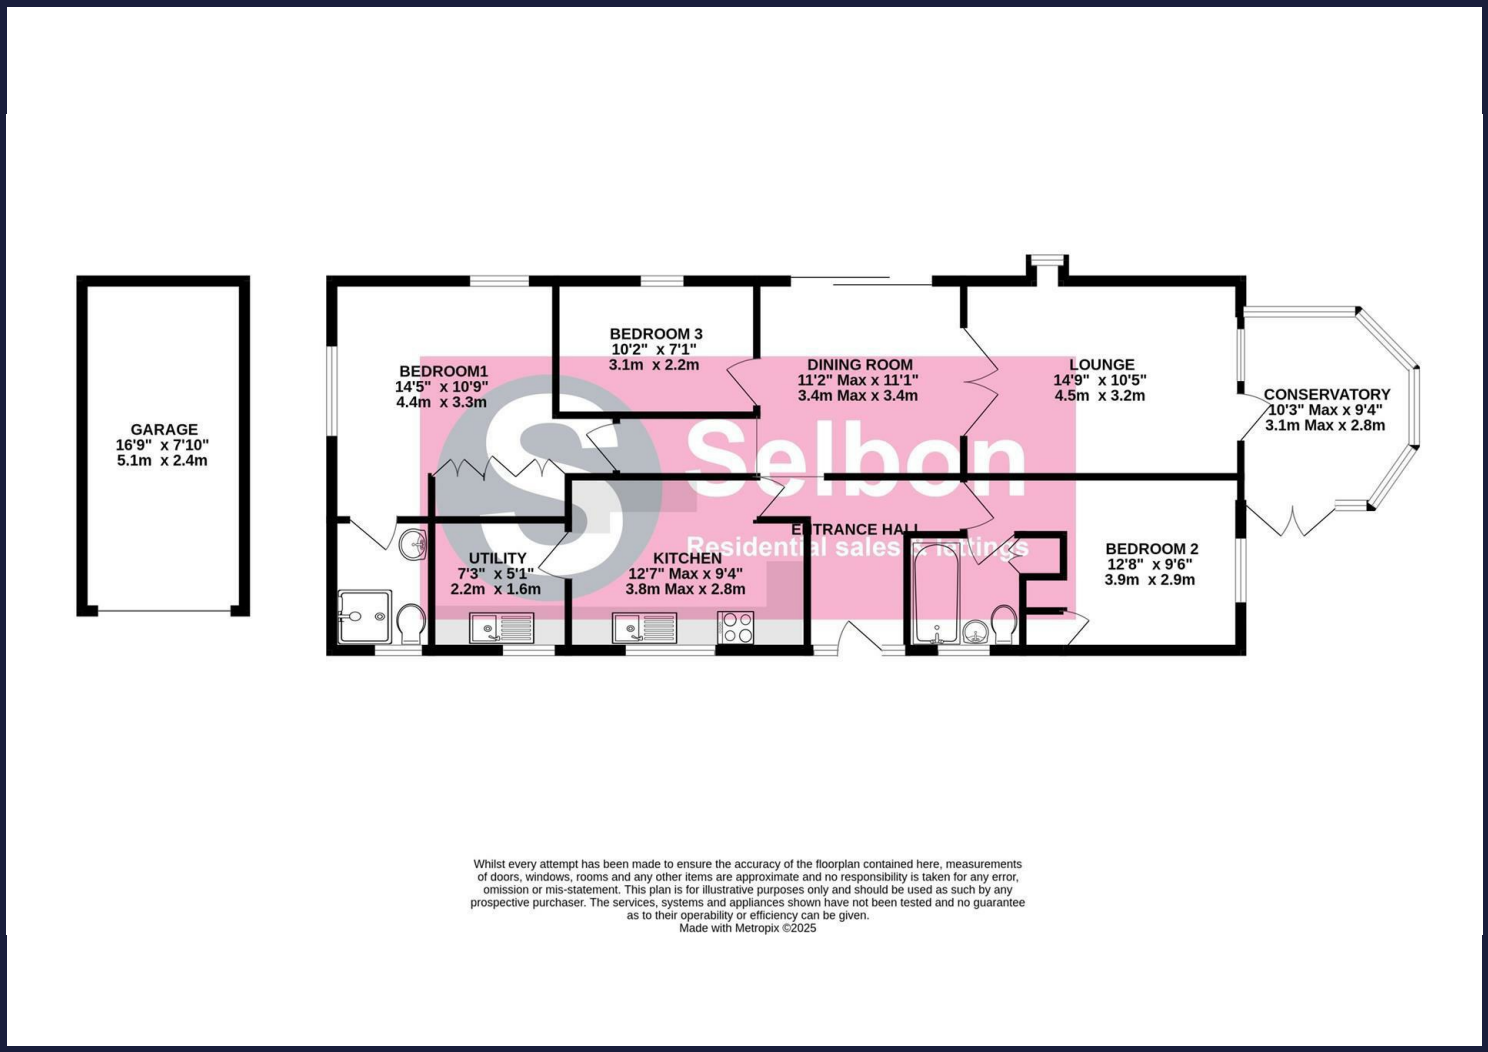 GARAGE
16'9" x 7'10"
5.1m x 2.4m
BEDROOM1
14'5" x 10'9"
4.4m x 3.3m
BEDROOM 3
10'2" x 7'1"
3.1m x 2.2m
DINING ROOM
11'2" Max x 11'1"
3.4m Max x 3.4m
LOUNGE
14'9" x 10'5"
4.5m x 3.2m
CONSERVATORY
10'3" Max x 9'4"
3.1m Max x 2.8m
S Selbon
Residential sales & lettings
ENTRANCE HALL
UTILITY
7'3" x 5'1"
2.2m x 1.6m
KITCHEN
12'7" Max x 9'4"
3.8m Max x 2.8m
BEDROOM 2
12'8" x 9'6"
3.9m x 2.9m
Whilst every attempt has been made to ensure the accuracy of the floorplan contained here, measurements
of doors, windows, rooms and any other items are approximate and no responsibility is taken for any error,
omission or mis-statement. This plan is for illustrative purposes only and should be used as such by any
prospective purchaser. The services, systems and appliances shown have not been tested and no guarantee
as to their operability or efficiency can be given.
Made with Metropix ©2025